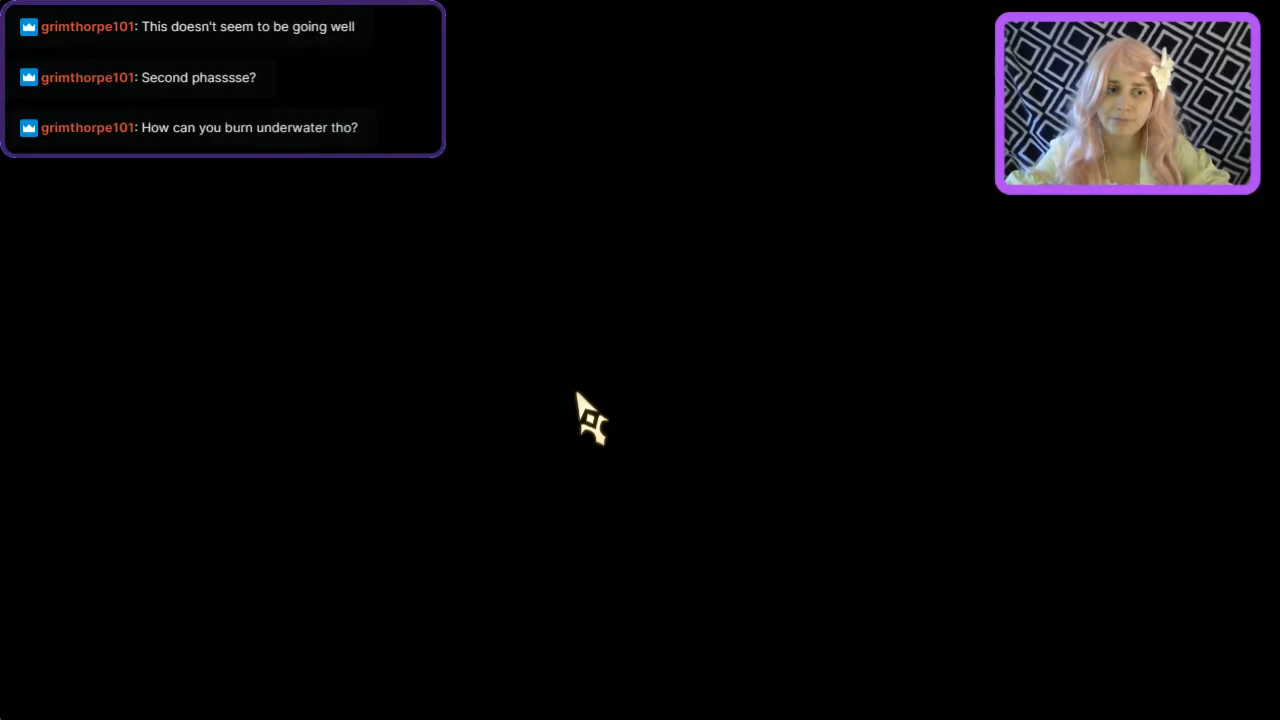 grimthorpe101: This doesn't seem to be going well
grimthorpe101: Second phasssse?
grimthorpe101: How can you burn underwater tho?